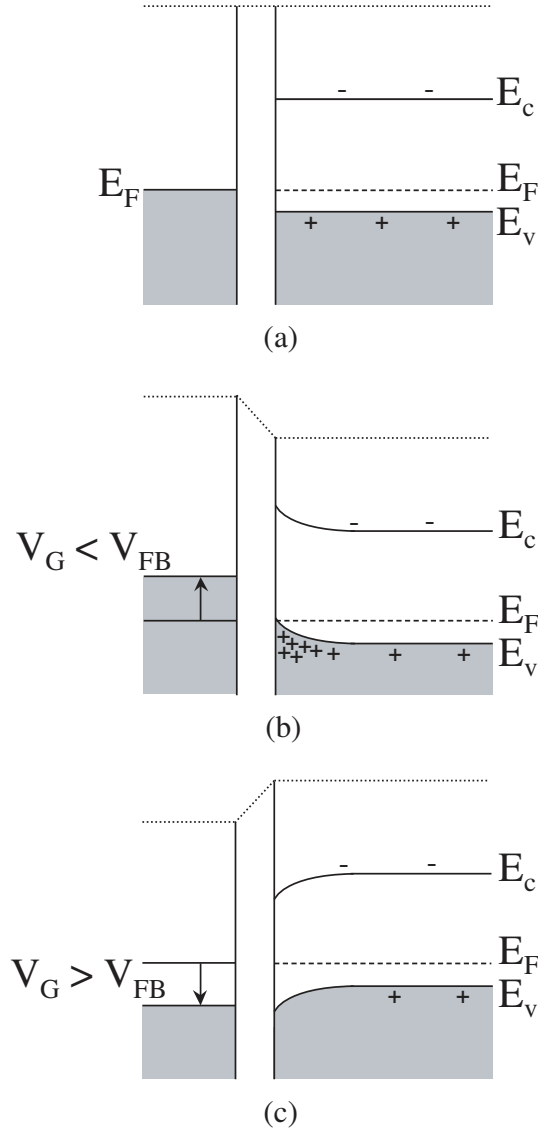 - -
E_c
E_F E_F
E_v
+ + +
(a)
- -
E_c
V_G < V_FB
E_F
E_v
+ + + + + + + + + +
(b)
- -
E_c
E_F
V_G > V_FB
E_v
+ +
(c)